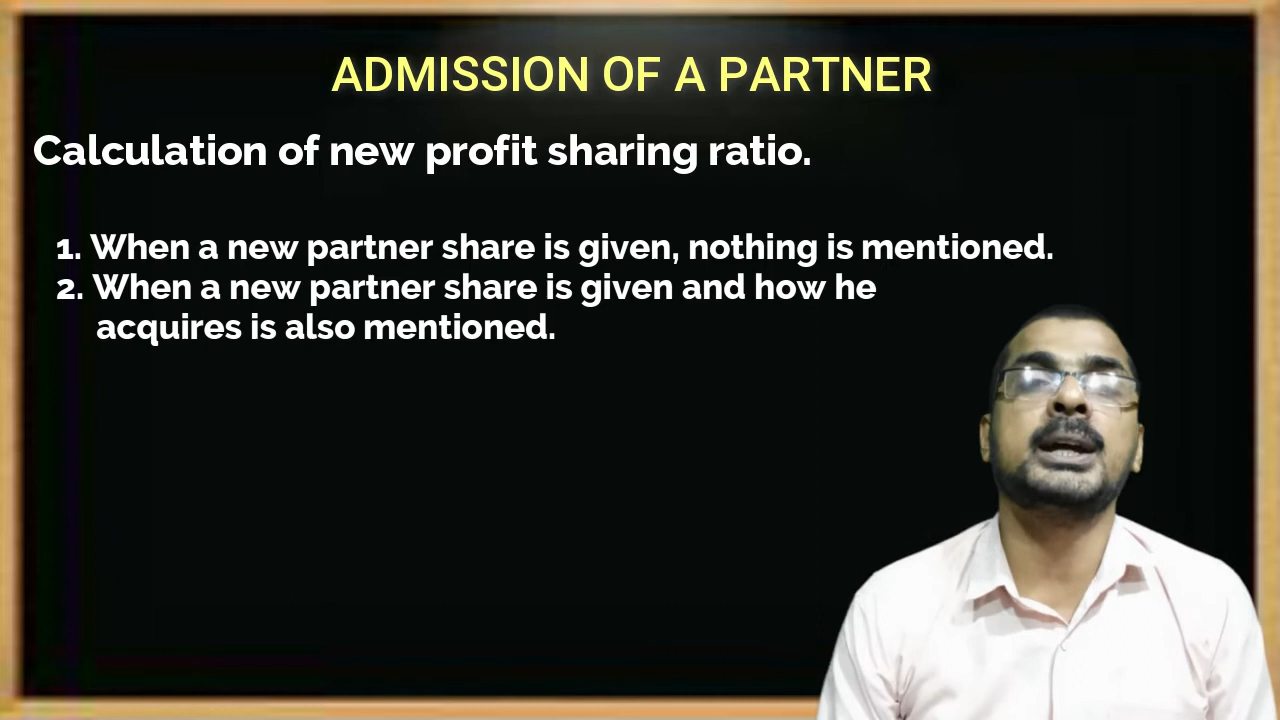 ADMISSION OF A PARTNER
Calculation of new profit sharing ratio.
1. When a new partner share is given, nothing is mentioned.
2. When a new partner share is given and how he
acquires is also mentioned.